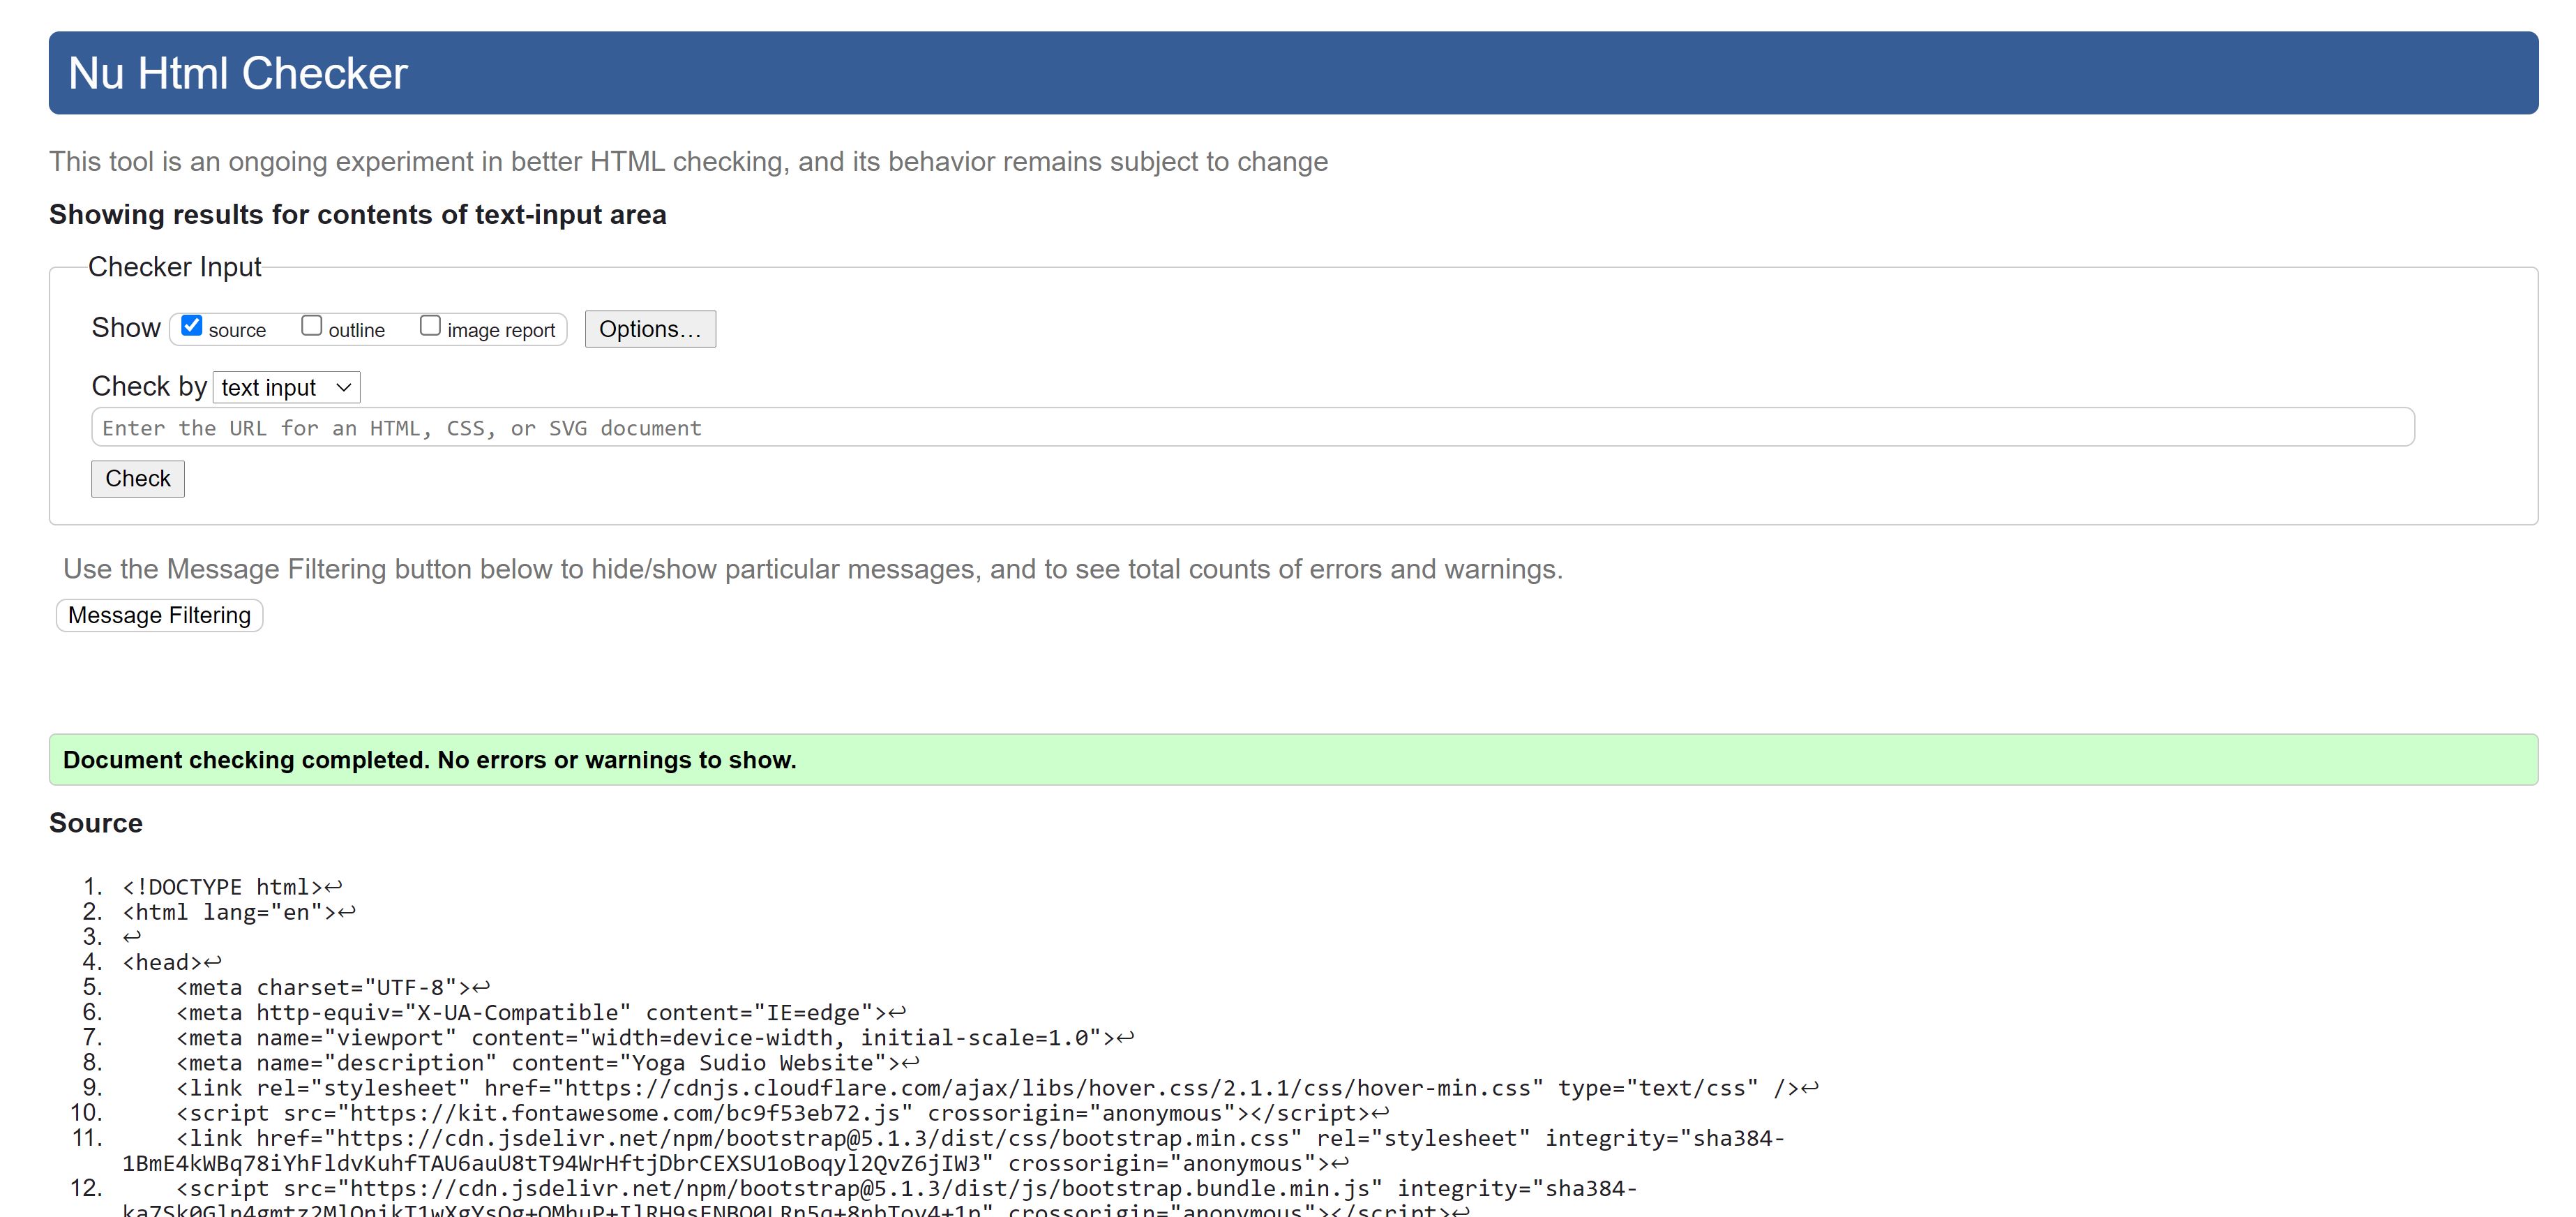 Nu Html Checker
This tool is an ongoing experiment in better HTML checking, and its behavior remains subject to change
Showing results for contents of text-input area
Checker Input
Show source outline image report Options…
Check by text input
Enter the URL for an HTML, CSS, or SVG document
Check
Use the Message Filtering button below to hide/show particular messages, and to see total counts of errors and warnings.
Message Filtering
Document checking completed. No errors or warnings to show.
Source
1. <!DOCTYPE html>↩
2. <html lang="en">↩
3. ↩
4. <head>↩
5. <meta charset="UTF-8">↩
6. <meta http-equiv="X-UA-Compatible" content="IE=edge">↩
7. <meta name="viewport" content="width=device-width, initial-scale=1.0">↩
8. <meta name="description" content="Yoga Sudio Website">↩
9. <link rel="stylesheet" href="https://cdnjs.cloudflare.com/ajax/libs/hover.css/2.1.1/css/hover-min.css" type="text/css" />↩
10. <script src="https://kit.fontawesome.com/bc9f53eb72.js" crossorigin="anonymous"></script>↩
11. <link href="https://cdn.jsdelivr.net/npm/bootstrap@5.1.3/dist/css/bootstrap.min.css" rel="stylesheet" integrity="sha384-
1BmE4kWBq78iYhFldvKuhfTAU6auU8tT94WrHftjDbrCEXSU1oBoqyl2QvZ6jIW3" crossorigin="anonymous">↩
12. <script src="https://cdn.jsdelivr.net/npm/bootstrap@5.1.3/dist/js/bootstrap.bundle.min.js" integrity="sha384-
crossorigin="anonymous"></script>↩